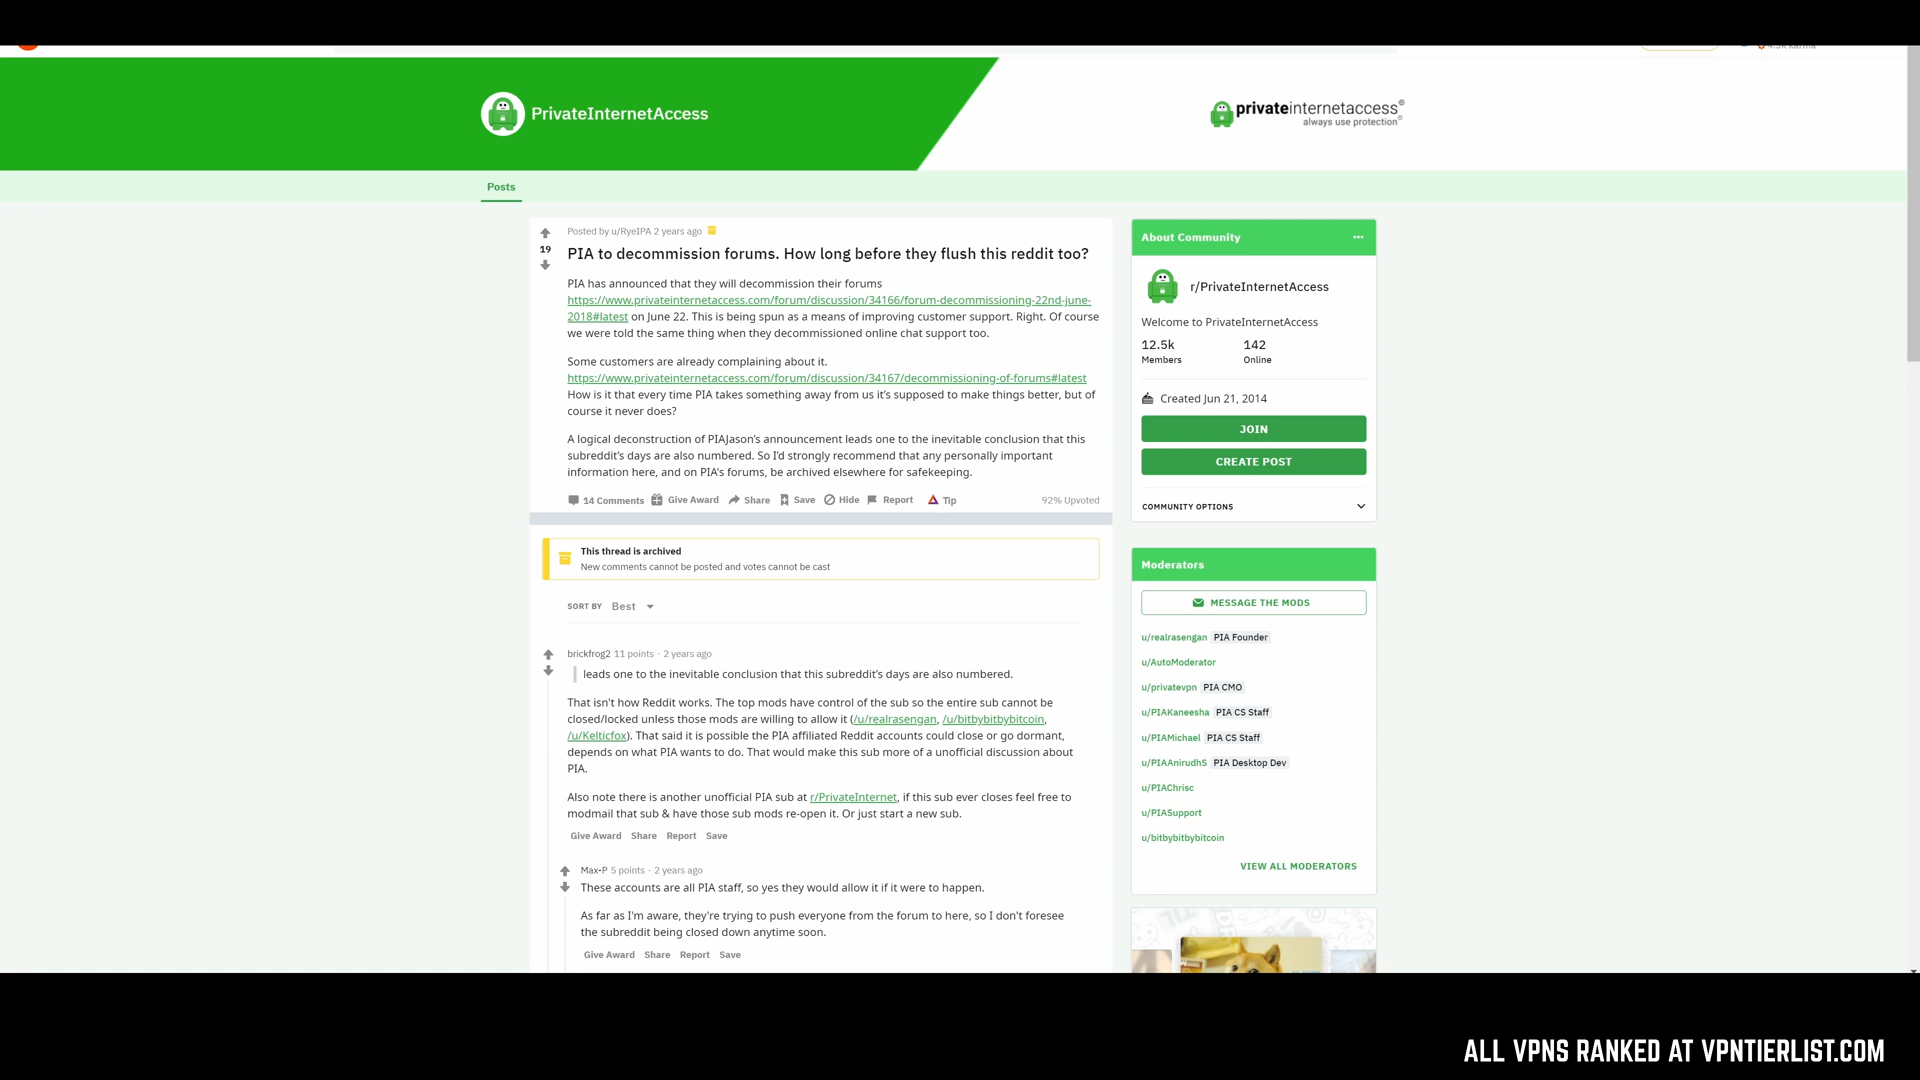 4.5k karma
PrivateInternetAccess
privateinternetaccess®
always use protection®
Posts
Posted by u/RyeIPA 2 years ago
19
PIA to decommission forums. How long before they flush this reddit too?
PIA has announced that they will decommission their forums
https://www.privateinternetaccess.com/forum/discussion/34166/forum-decommissioning-22nd-june-
2018#latest on June 22. This is being spun as a means of improving customer support. Right. Of course
we were told the same thing when they decommissioned online chat support too.
Some customers are already complaining about it.
https://www.privateinternetaccess.com/forum/discussion/34167/decommissioning-of-forums#latest
How is it that every time PIA takes something away from us it's supposed to make things better, but of
course it never does?
A logical deconstruction of PIAJason's announcement leads one to the inevitable conclusion that this
subreddit's days are also numbered. So I'd strongly recommend that any personally important
information here, and on PIA's forums, be archived elsewhere for safekeeping.
14 Comments Give Award Share Save Hide Report Tip 92% Upvoted
This thread is archived
New comments cannot be posted and votes cannot be cast
SORT BY Best
brickfrog2 11 points · 2 years ago
leads one to the inevitable conclusion that this subreddit's days are also numbered.
That isn't how Reddit works. The top mods have control of the sub so the entire sub cannot be
closed/locked unless those mods are willing to allow it (/u/realrasengan, /u/bitbybitbybitcoin,
/u/Kelticfox). That said it is possible the PIA affiliated Reddit accounts could close or go dormant,
depends on what PIA wants to do. That would make this sub more of a unofficial discussion about
PIA.
Also note there is another unofficial PIA sub at r/PrivateInternet, if this sub ever closes feel free to
modmail that sub & have those sub mods re-open it. Or just start a new sub.
Give Award Share Report Save
Max-P 5 points · 2 years ago
These accounts are all PIA staff, so yes they would allow it if it were to happen.
As far as I'm aware, they're trying to push everyone from the forum to here, so I don't foresee
the subreddit being closed down anytime soon.
Give Award Share Report Save
About Community
r/PrivateInternetAccess
Welcome to PrivateInternetAccess
12.5k 142
Members Online
Created Jun 21, 2014
JOIN
CREATE POST
COMMUNITY OPTIONS
Moderators
MESSAGE THE MODS
u/realrasengan PIA Founder
u/AutoModerator
u/privatevpn PIA CMO
u/PIAKaneesha PIA CS Staff
u/PIAMichael PIA CS Staff
u/PIAAnirudhS PIA Desktop Dev
u/PIAChrisc
u/PIASupport
u/bitbybitbybitcoin
VIEW ALL MODERATORS
ALL VPNS RANKED AT VPNTIERLIST.COM